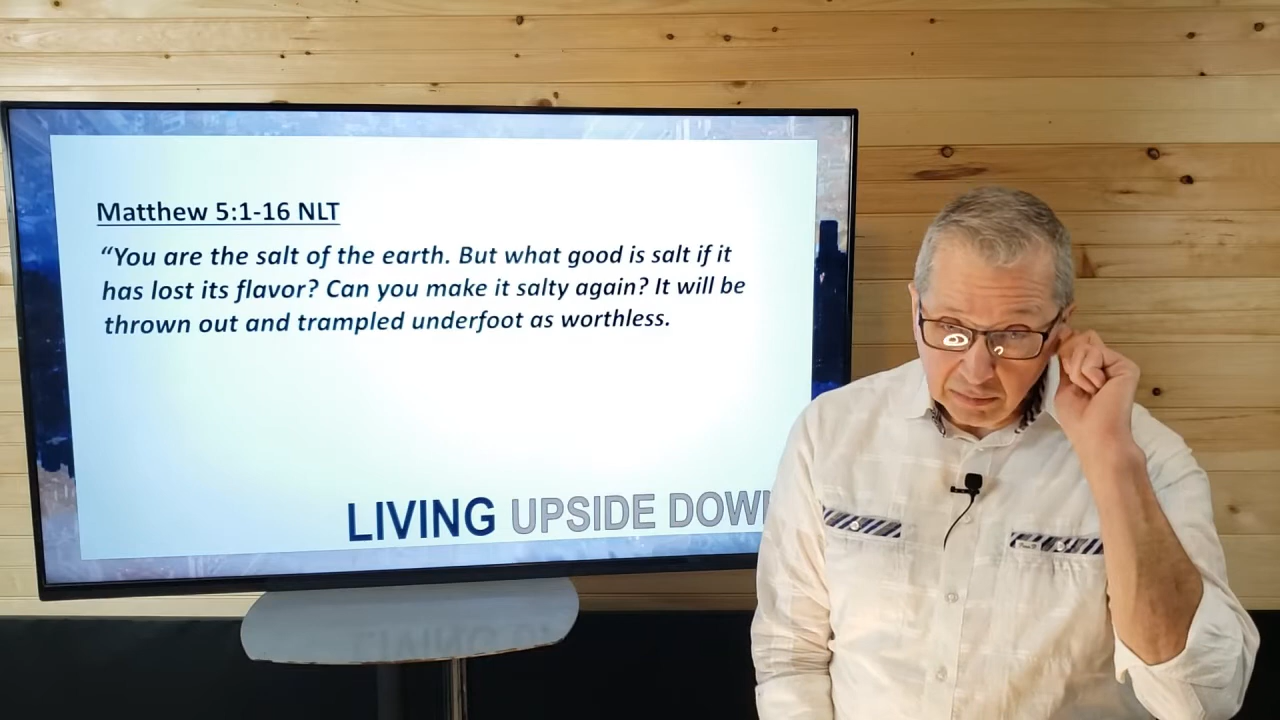 Matthew 5:1-16 NLT
“You are the salt of the earth. But what good is salt if it
has lost its flavor? Can you make it salty again? It will be
thrown out and trampled underfoot as worthless.
LIVING UPSIDE DOW